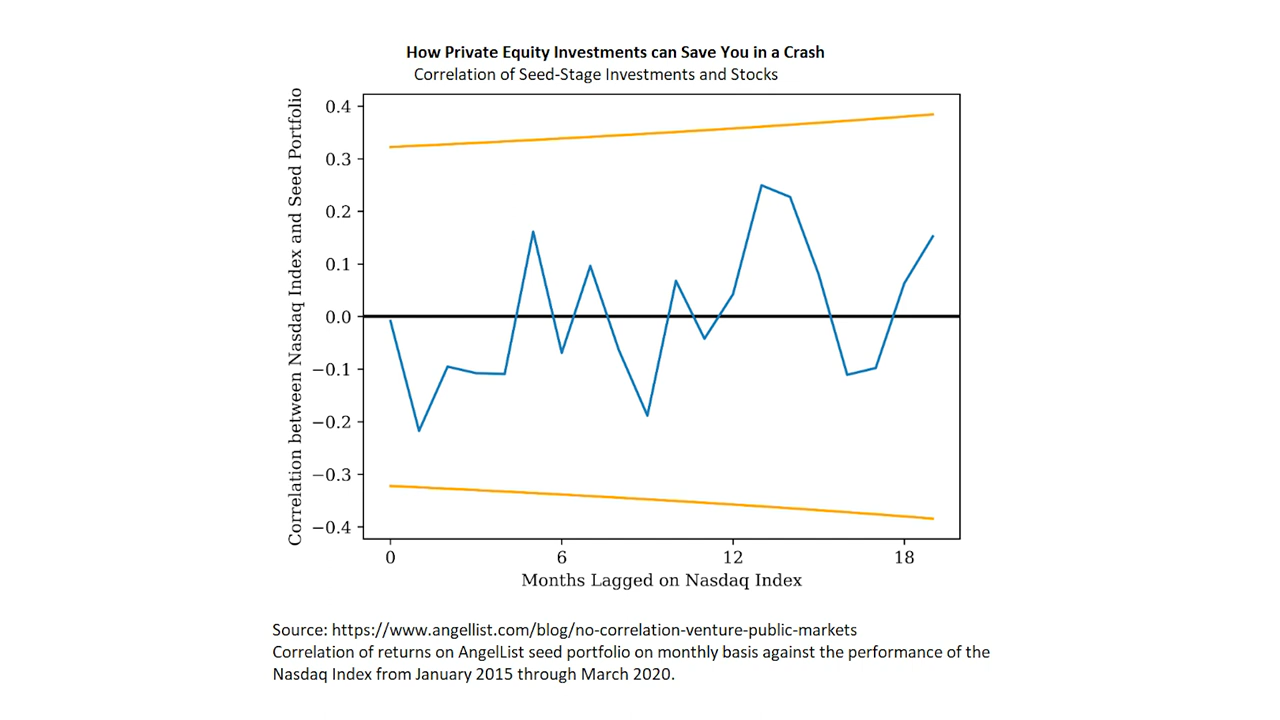 How Private Equity Investments can Save You in a Crash
Correlation of Seed-Stage Investments and Stocks
Correlation between Nasdaq Index and Seed Portfolio
0.4
0.3
0.2
0.1
0.0
−0.1
−0.2
−0.3
−0.4
0 6 12 18
Months Lagged on Nasdaq Index
Source: https://www.angellist.com/blog/no-correlation-venture-public-markets
Correlation of returns on AngelList seed portfolio on monthly basis against the performance of the
Nasdaq Index from January 2015 through March 2020.